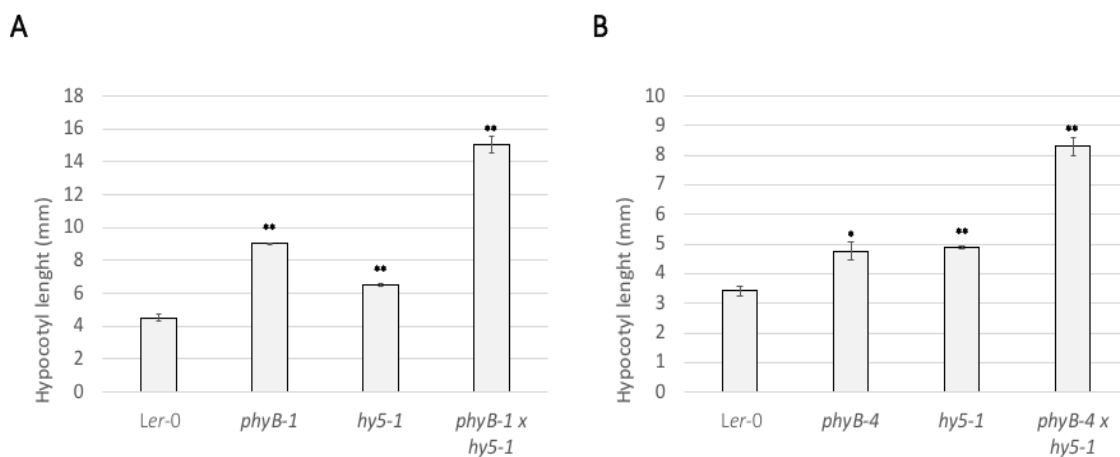 A
Hypocotyl lenght (mm)
18
16
14
12
10
8
6
4
2
0
**
**
**
Ler-0
phyB-1
hy5-1
phyB-1 x
hy5-1
B
Hypocotyl lenght (mm)
10
9
8
7
6
5
4
3
2
1
0
*
**
**
Ler-0
phyB-4
hy5-1
phyB-4 x
hy5-1